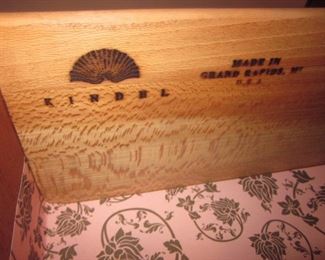 KINDEL
MADE IN
GRAND RAPIDS, MI
U.S.A.